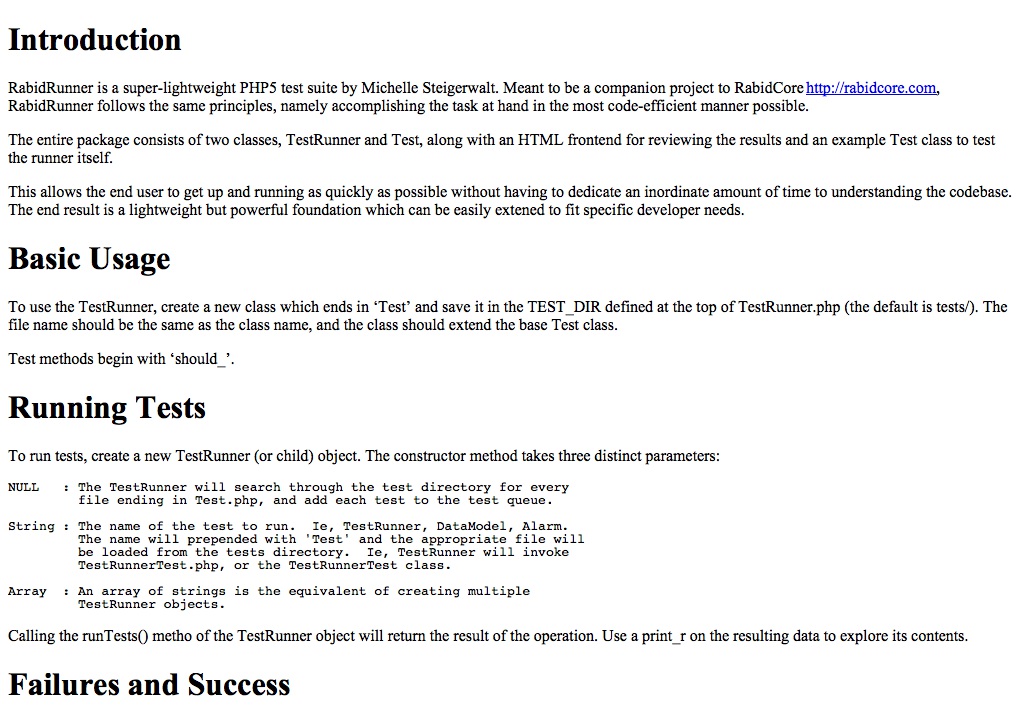 Introduction
RabidRunner is a super-lightweight PHP5 test suite by Michelle Steigerwalt. Meant to be a companion project to RabidCore http://rabidcore.com,
RabidRunner follows the same principles, namely accomplishing the task at hand in the most code-efficient manner possible.
The entire package consists of two classes, TestRunner and Test, along with an HTML frontend for reviewing the results and an example Test class to test
the runner itself.
This allows the end user to get up and running as quickly as possible without having to dedicate an inordinate amount of time to understanding the codebase.
The end result is a lightweight but powerful foundation which can be easily extened to fit specific developer needs.
Basic Usage
To use the TestRunner, create a new class which ends in ‘Test’ and save it in the TEST_DIR defined at the top of TestRunner.php (the default is tests/). The
file name should be the same as the class name, and the class should extend the base Test class.
Test methods begin with ‘should_’.
Running Tests
To run tests, create a new TestRunner (or child) object. The constructor method takes three distinct parameters:
NULL   : The TestRunner will search through the test directory for every
         file ending in Test.php, and add each test to the test queue.
String : The name of the test to run.  Ie, TestRunner, DataModel, Alarm.
         The name will prepended with 'Test' and the appropriate file will
         be loaded from the tests directory.  Ie, TestRunner will invoke
         TestRunnerTest.php, or the TestRunnerTest class.
Array  : An array of strings is the equivalent of creating multiple
         TestRunner objects.
Calling the runTests() metho of the TestRunner object will return the result of the operation. Use a print_r on the resulting data to explore its contents.
Failures and Success